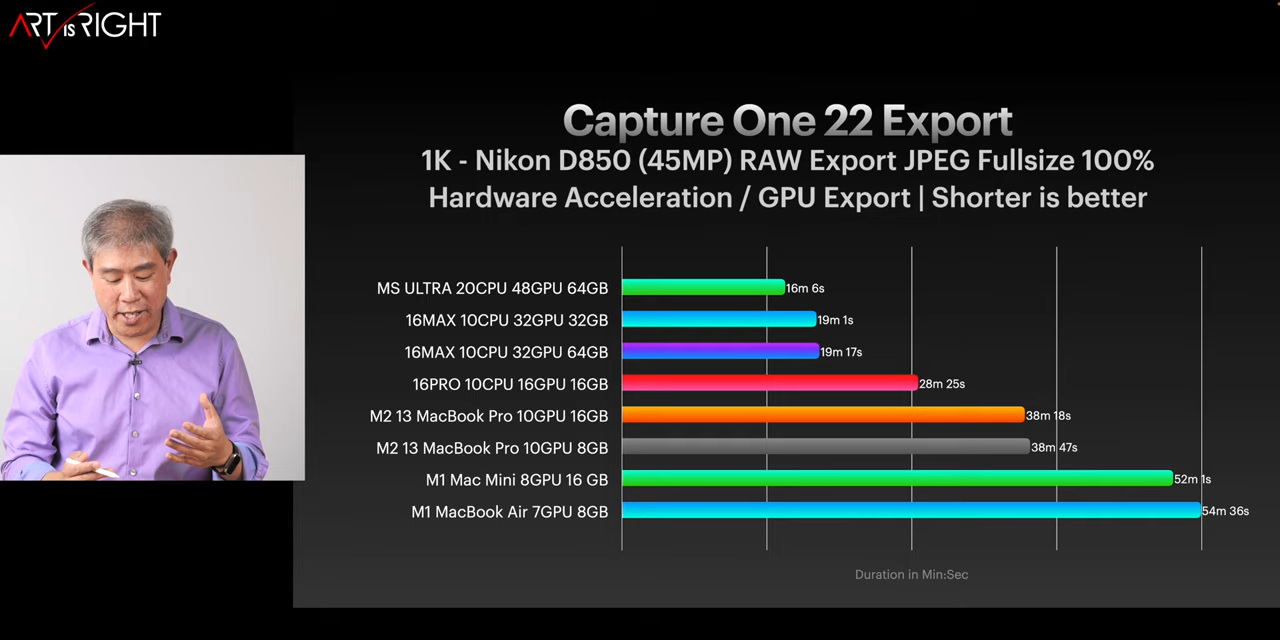 ART IS RIGHT
Capture One 22 Export
1K - Nikon D850 (45MP) RAW Export JPEG Fullsize 100%
Hardware Acceleration / GPU Export | Shorter is better
MS ULTRA 20CPU 48GPU 64GB 16m 6s
16MAX 10CPU 32GPU 32GB 19m 1s
16MAX 10CPU 32GPU 64GB 19m 17s
16PRO 10CPU 16GPU 16GB 28m 25s
M2 13 MacBook Pro 10GPU 16GB 38m 18s
M2 13 MacBook Pro 10GPU 8GB 38m 47s
M1 Mac Mini 8GPU 16 GB 52m 1s
M1 MacBook Air 7GPU 8GB 54m 36s
Duration in Min:Sec